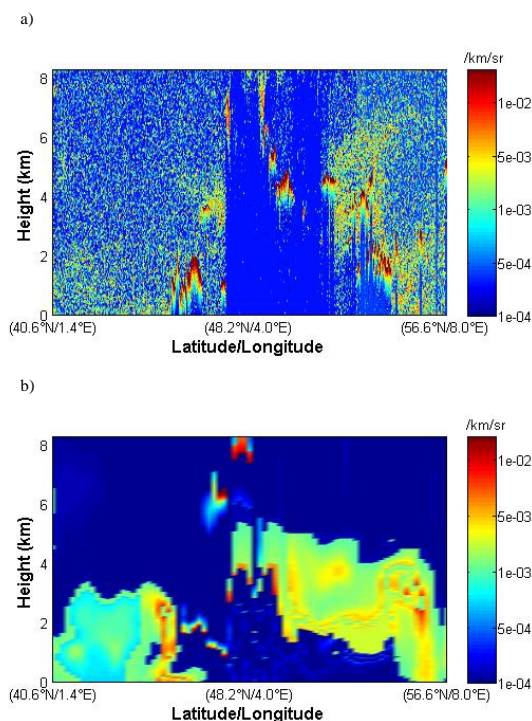 a)
/km/sr
8
6
4
2
0
Height (km)
1e-02
5e-03
1e-03
5e-04
1e-04
(40.6°N/1.4°E)
(48.2°N/4.0°E)
(56.6°N/8.0°E)
Latitude/Longitude
b)
/km/sr
8
6
4
2
0
Height (km)
1e-02
5e-03
1e-03
5e-04
1e-04
(40.6°N/1.4°E)
(48.2°N/4.0°E)
(56.6°N/8.0°E)
Latitude/Longitude